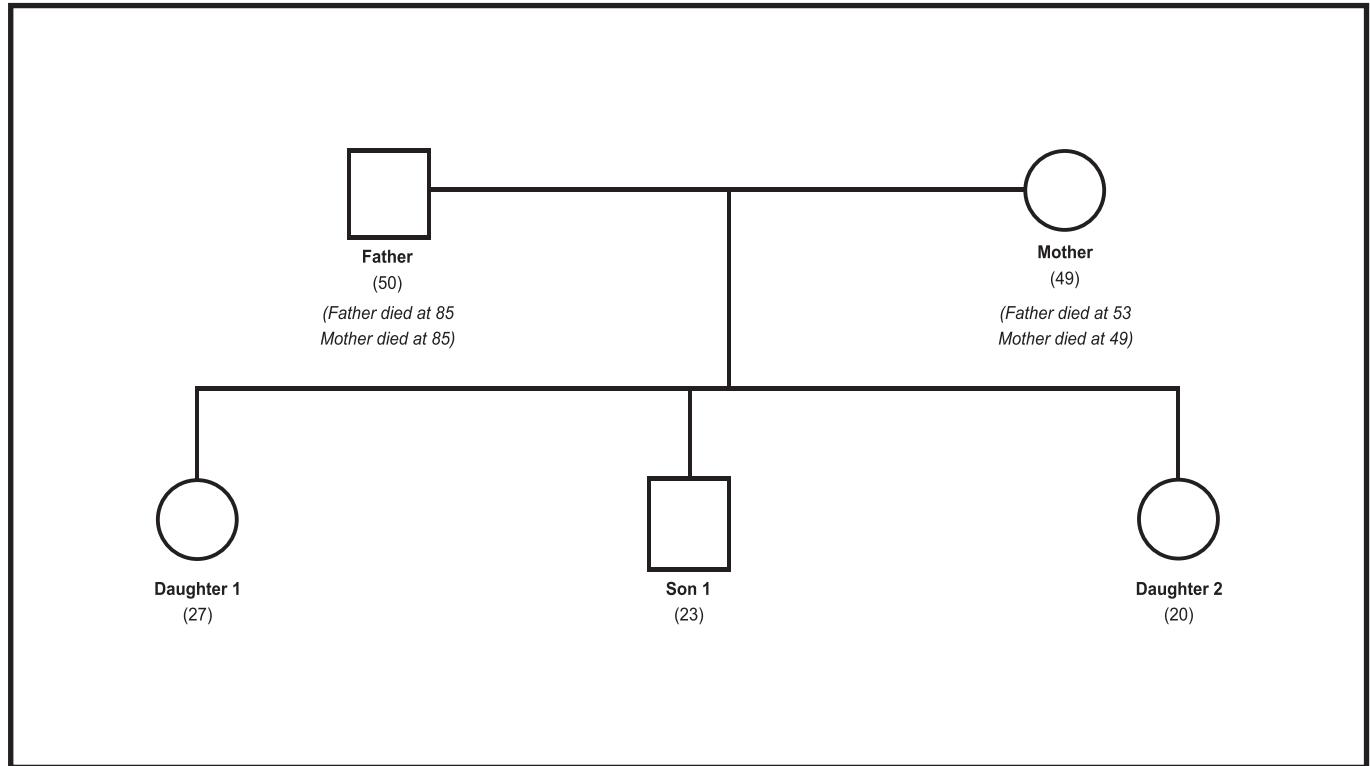 Father
(50)
(Father died at 85
Mother died at 85)
Mother
(49)
(Father died at 53
Mother died at 49)
Daughter 1
(27)
Son 1
(23)
Daughter 2
(20)